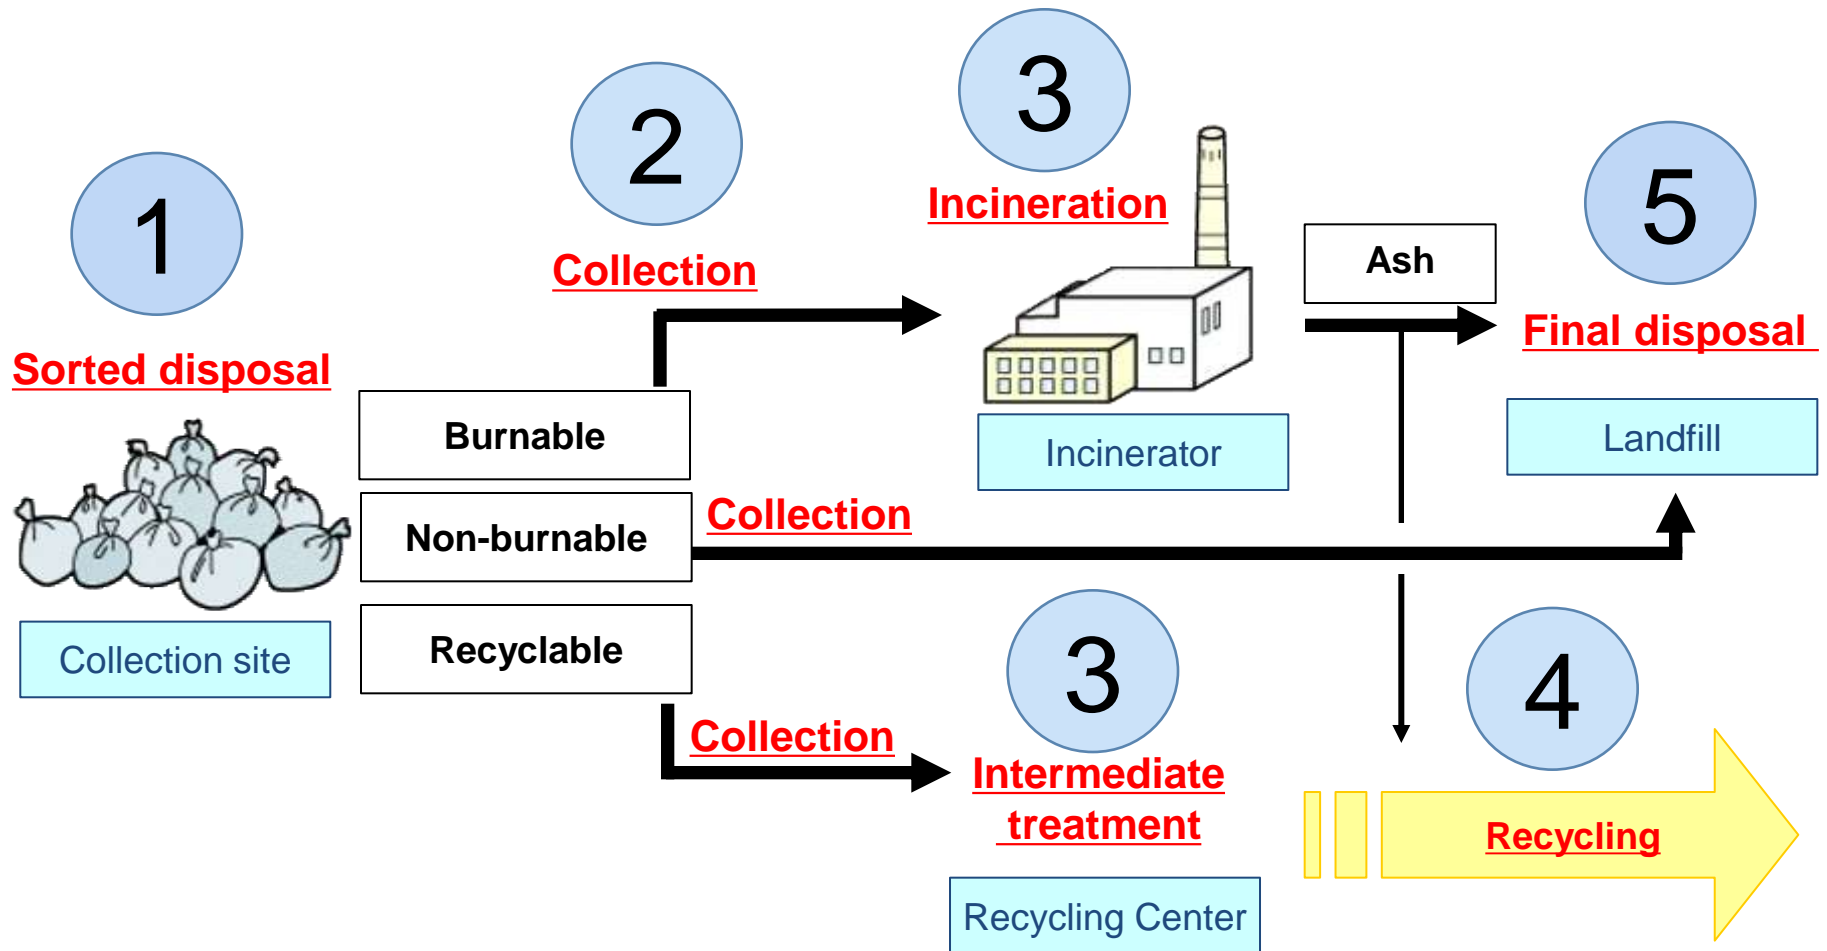 1
Sorted disposal
Collection site
2
Collection
Burnable
Non-burnable
Recyclable
Collection
Collection
3
Incineration
Incinerator
Ash
5
Final disposal
Landfill
3
Intermediate
treatment
Recycling Center
4
Recycling